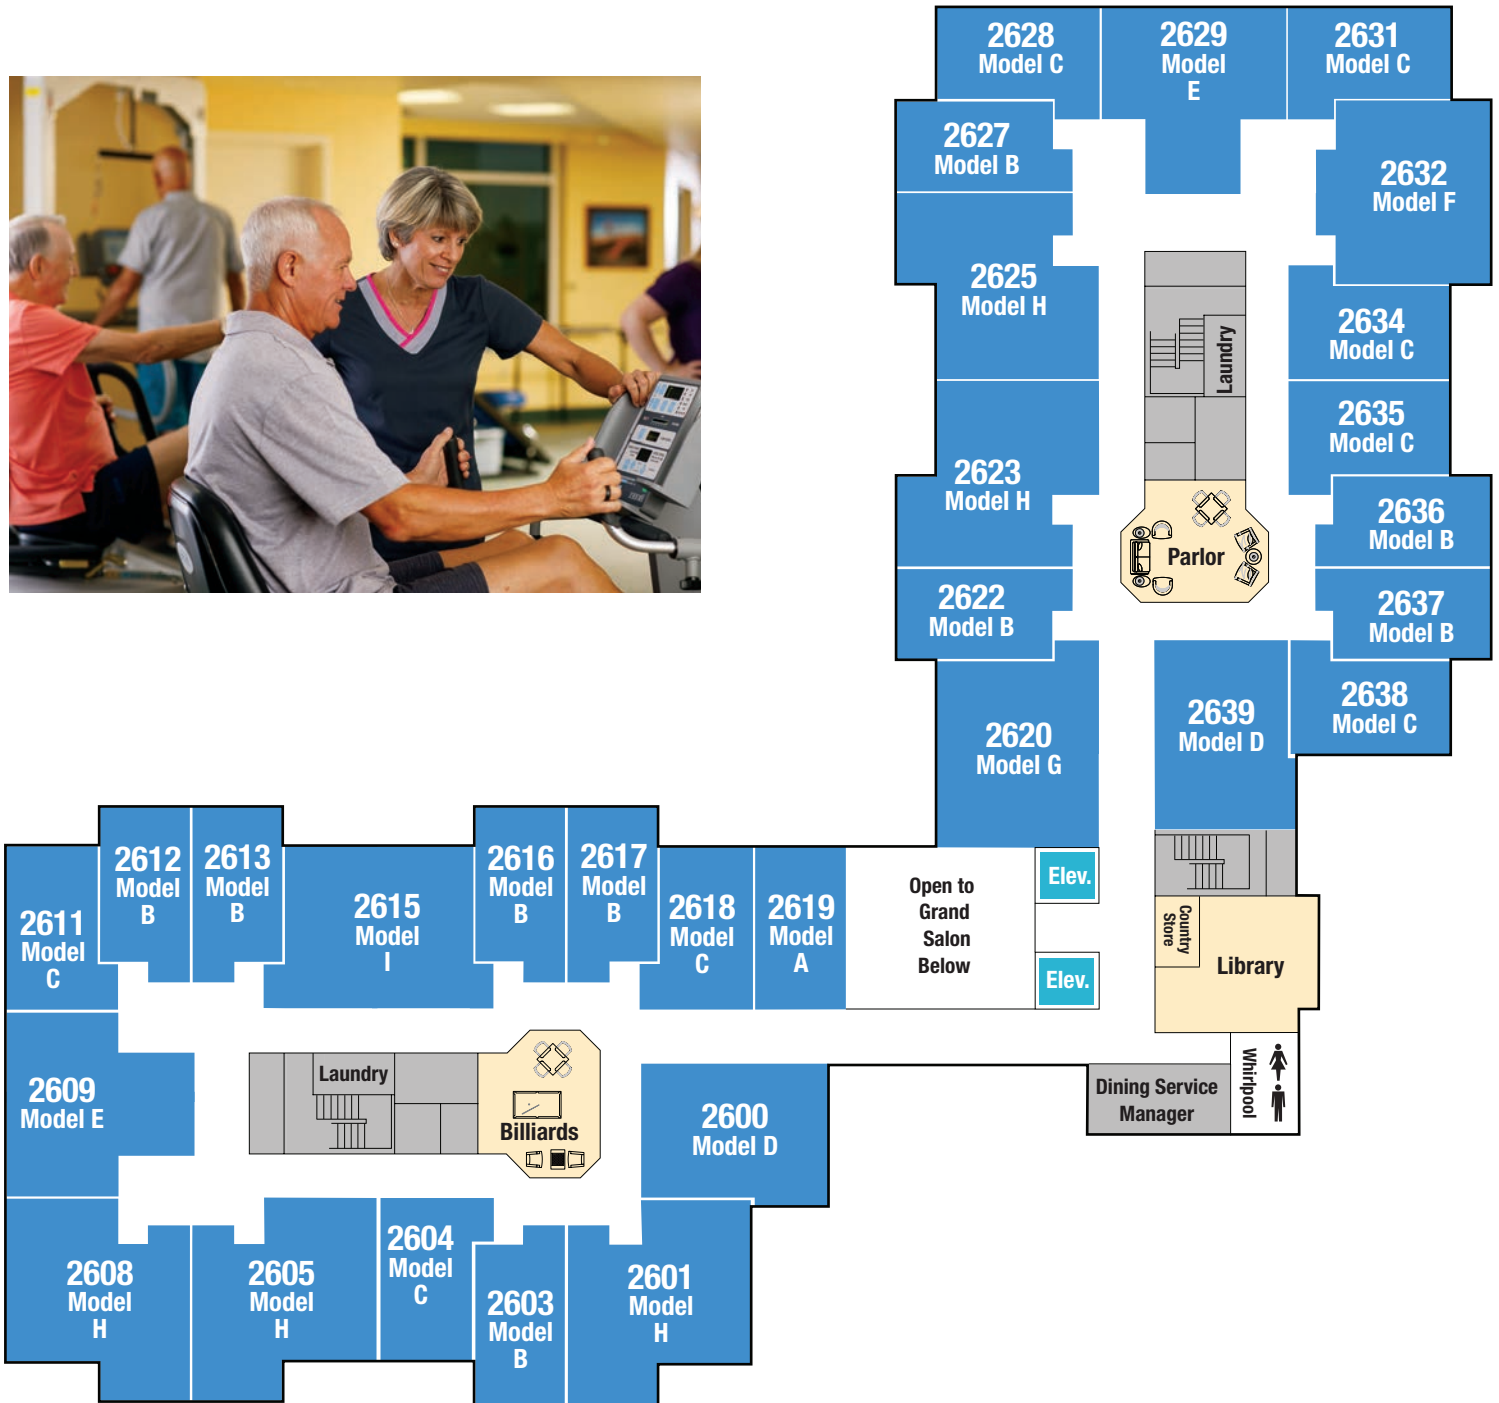 2628
Model C
2629
Model
E
2631
Model C
2627
Model B
2632
Model F
2625
Model H
2634
Model C
Laundry
2635
Model C
2623
Model H
2636
Model B
Parlor
2622
Model B
2637
Model B
2620
Model G
2639
Model D
2638
Model C
2611
Model
C
2612
Model
B
2613
Model
B
2615
Model
I
2616
Model
B
2617
Model
B
2618
Model
C
2619
Model
A
Open to
Grand
Salon
Below
Elev.
Elev.
Country
Store
Library
Whirlpool
Dining Service
Manager
2609
Model E
Laundry
Billiards
2600
Model D
2608
Model
H
2605
Model
H
2604
Model
C
2603
Model
B
2601
Model
H